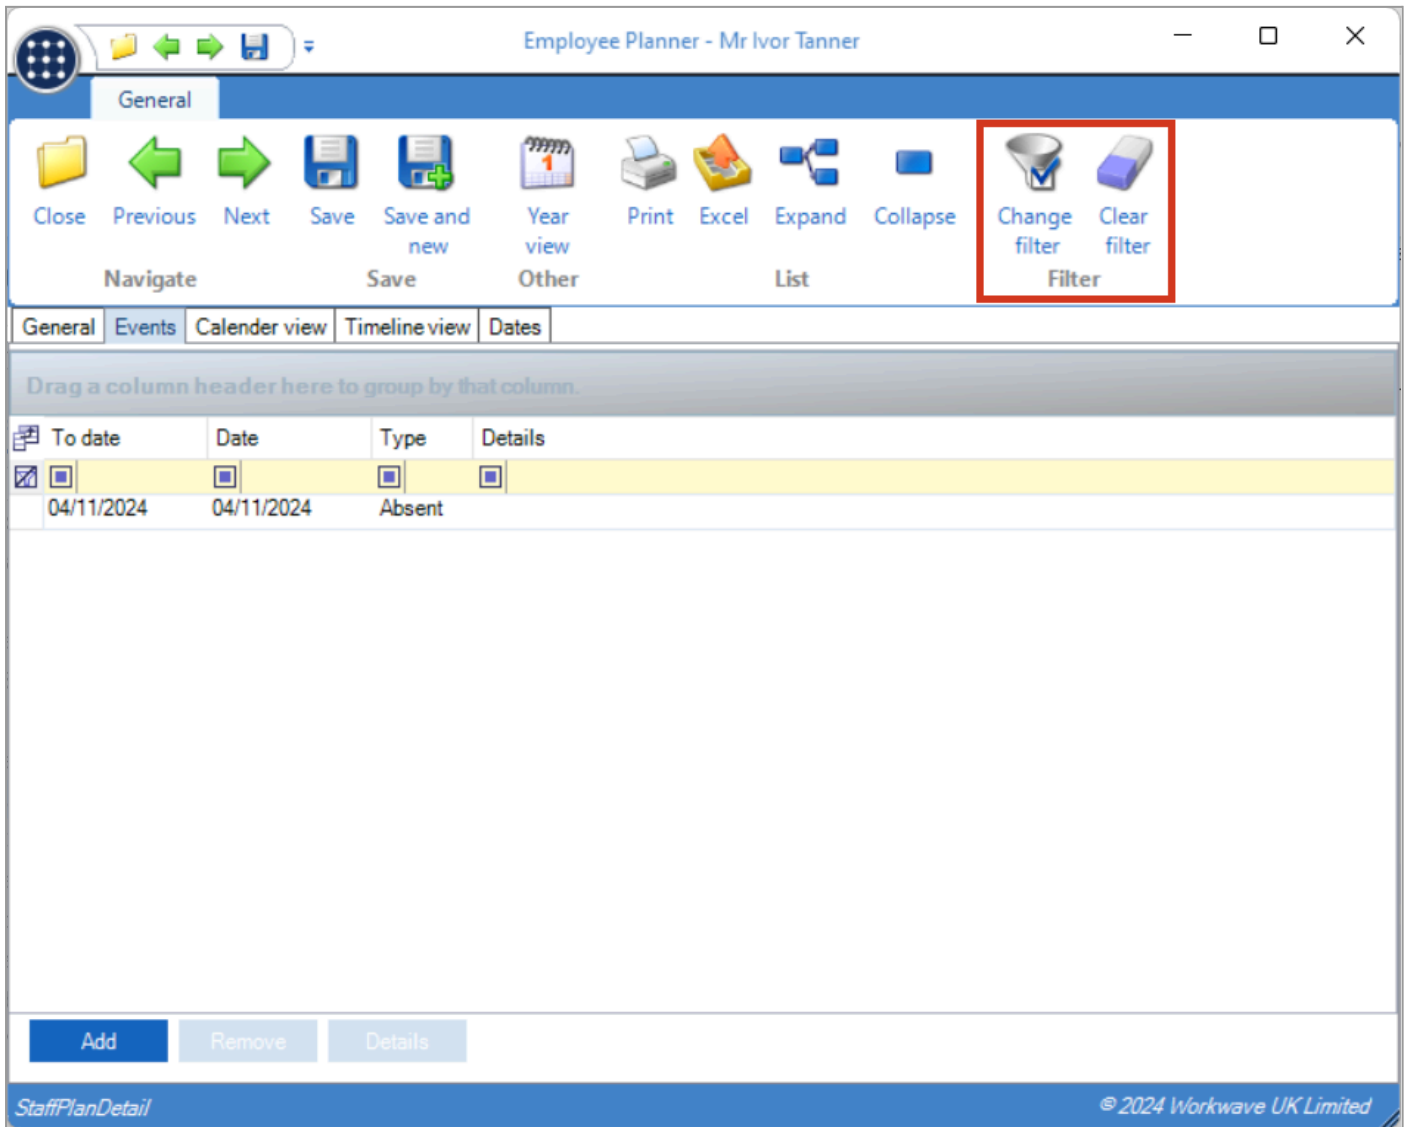 Employee Planner - Mr Ivor Tanner
General
Close Previous Next Save Save and new Year view Print Excel Expand Collapse Change filter Clear filter
Navigate Save Other List Filter
General Events Calender view Timeline view Dates
Drag a column header here to group by that column.
To date Date Type Details
04/11/2024 04/11/2024 Absent
Add Remove Details
StaffPlanDetail © 2024 Workwave UK Limited